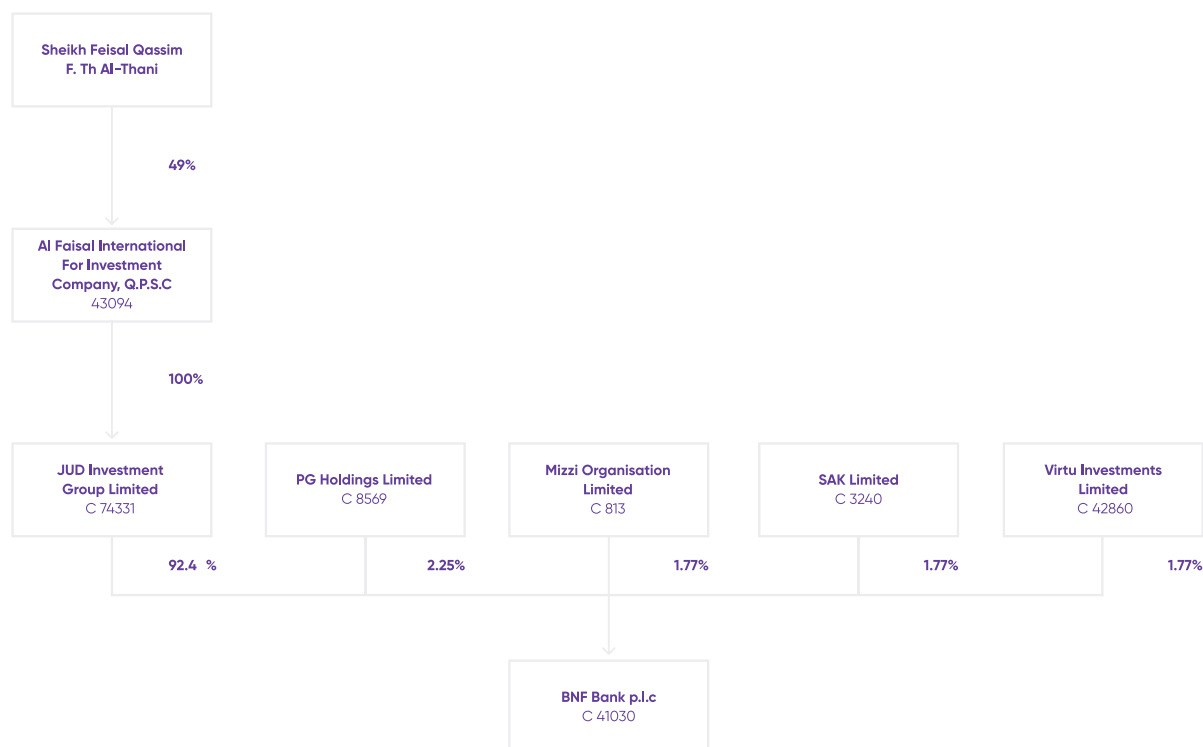 Sheikh Feisal Qassim
F. Th Al-Thani
49%
Al Faisal International
For Investment
Company, Q.P.S.C
43094
100%
JUD Investment
Group Limited
C 74331
PG Holdings Limited
C 8569
Mizzi Organisation
Limited
C 813
SAK Limited
C 3240
Virtu Investments
Limited
C 42860
92.4 %
2.25%
1.77%
1.77%
1.77%
BNF Bank p.l.c
C 41030